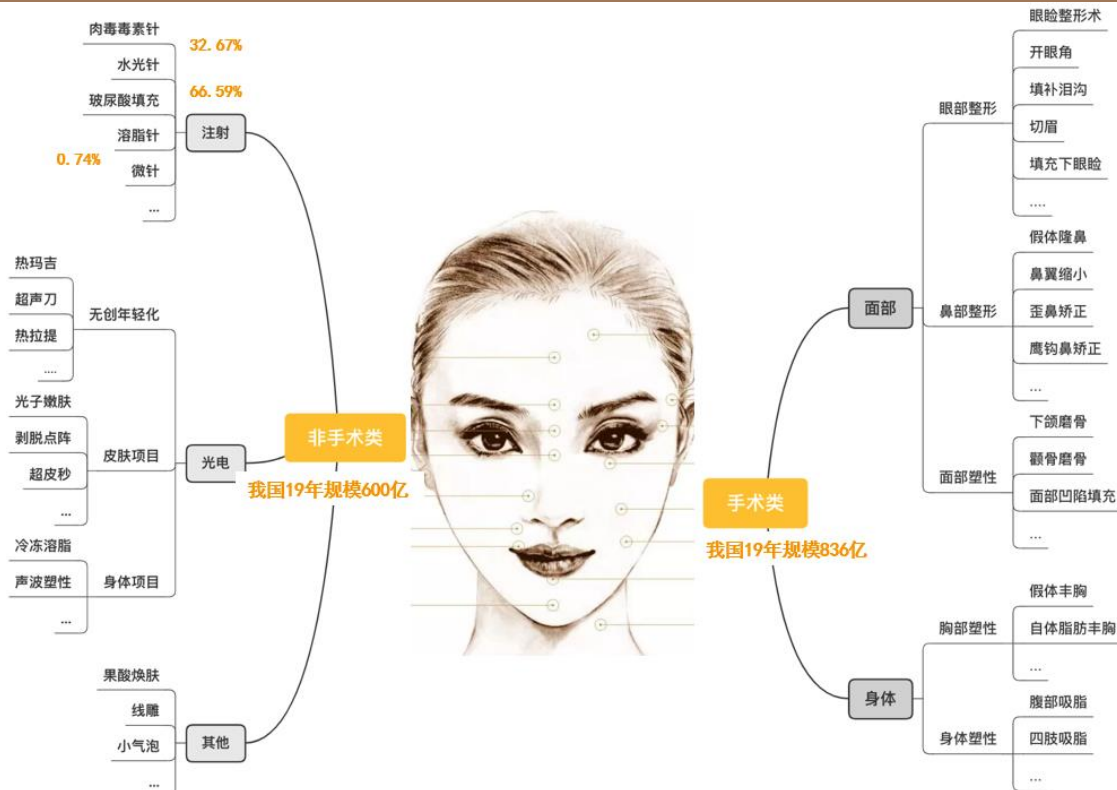 肉毒毒素针
32.67%
水光针
玻尿酸填充
66.59%
溶脂针
0.74%
微针
...
注射
热玛吉
超声刀
热拉提
....
无创年轻化
光子嫩肤
剥脱点阵
超皮秒
...
皮肤项目
冷冻溶脂
声波塑性
...
身体项目
光电
果酸焕肤
线雕
小气泡
...
其他
非手术类
我国19年规模600亿
手术类
我国19年规模836亿
面部
眼部整形
眼睑整形术
开眼角
填补泪沟
切眉
填充下眼睑
....
鼻部整形
假体隆鼻
鼻翼缩小
歪鼻矫正
鹰钩鼻矫正
...
面部塑性
下颌磨骨
颧骨磨骨
面部凹陷填充
...
身体
胸部塑性
假体丰胸
自体脂肪丰胸
...
身体塑性
腹部吸脂
四肢吸脂
...